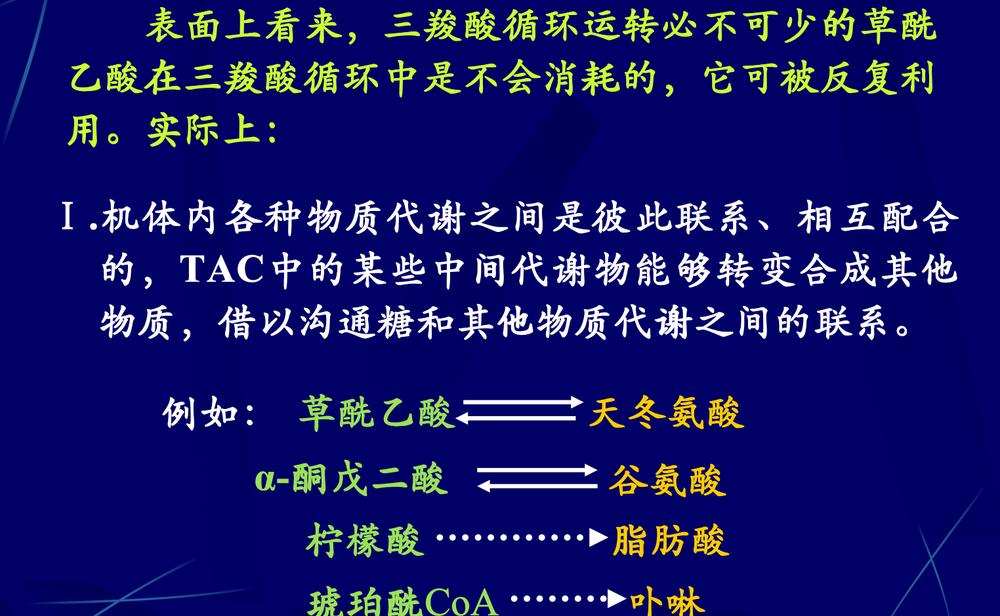 表面上看来，三羧酸循环运转必不可少的草酰
乙酸在三羧酸循环中是不会消耗的，它可被反复利
用。实际上：
Ⅰ.机体内各种物质代谢之间是彼此联系、相互配合
的，TAC中的某些中间代谢物能够转变合成其他
物质，借以沟通糖和其他物质代谢之间的联系。
例如： 草酰乙酸 天冬氨酸
α-酮戊二酸 谷氨酸
柠檬酸 脂肪酸
琥珀酰CoA 卟啉